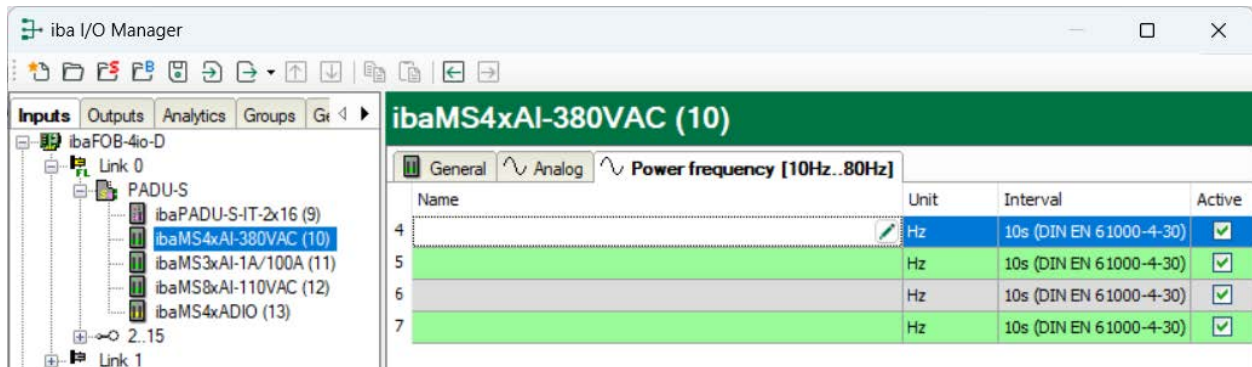 iba I/O Manager
Inputs Outputs Analytics Groups Ge
ibaFOB-4io-D
Link 0
PADU-S
ibaPADU-S-IT-2x16 (9)
ibaMS4xAI-380VAC (10)
ibaMS3xAI-1A/100A (11)
ibaMS8xAI-110VAC (12)
ibaMS4xADIO (13)
2..15
Link 1
ibaMS4xAI-380VAC (10)
General Analog Power frequency [10Hz..80Hz]
Name Unit Interval Active
4 Hz 10s (DIN EN 61000-4-30)
5 Hz 10s (DIN EN 61000-4-30)
6 Hz 10s (DIN EN 61000-4-30)
7 Hz 10s (DIN EN 61000-4-30)